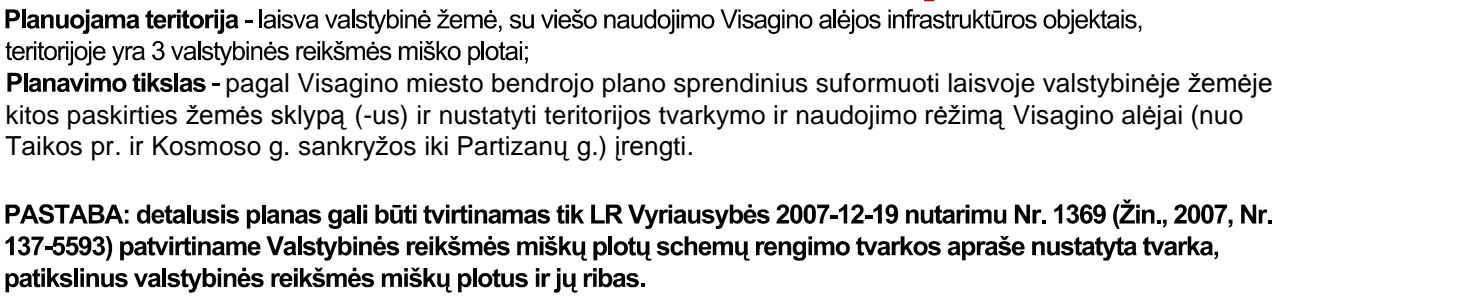 Planuojama teritorija - laisva valstybinė žemė, su viešo naudojimo Visagino alėjos infrastruktūros objektais,
teritorijoje yra 3 valstybinės reikšmės miško plotai;
Planavimo tikslas - pagal Visagino miesto bendrojo plano sprendinius suformuoti laisvoje valstybinėje žemėje
kitos paskirties žemės sklypą (-us) ir nustatyti teritorijos tvarkymo ir naudojimo rėžimą Visagino alėjai (nuo
Taikos pr. ir Kosmoso g. sankryžos iki Partizanų g.) įrengti.
PASTABA: detalusis planas gali būti tvirtinamas tik LR Vyriausybės 2007-12-19 nutarimu Nr. 1369 (Žin., 2007, Nr.
137-5593) patvirtiname Valstybinės reikšmės miškų plotų schemų rengimo tvarkos apraše nustatyta tvarka,
patikslinus valstybinės reikšmės miškų plotus ir jų ribas.